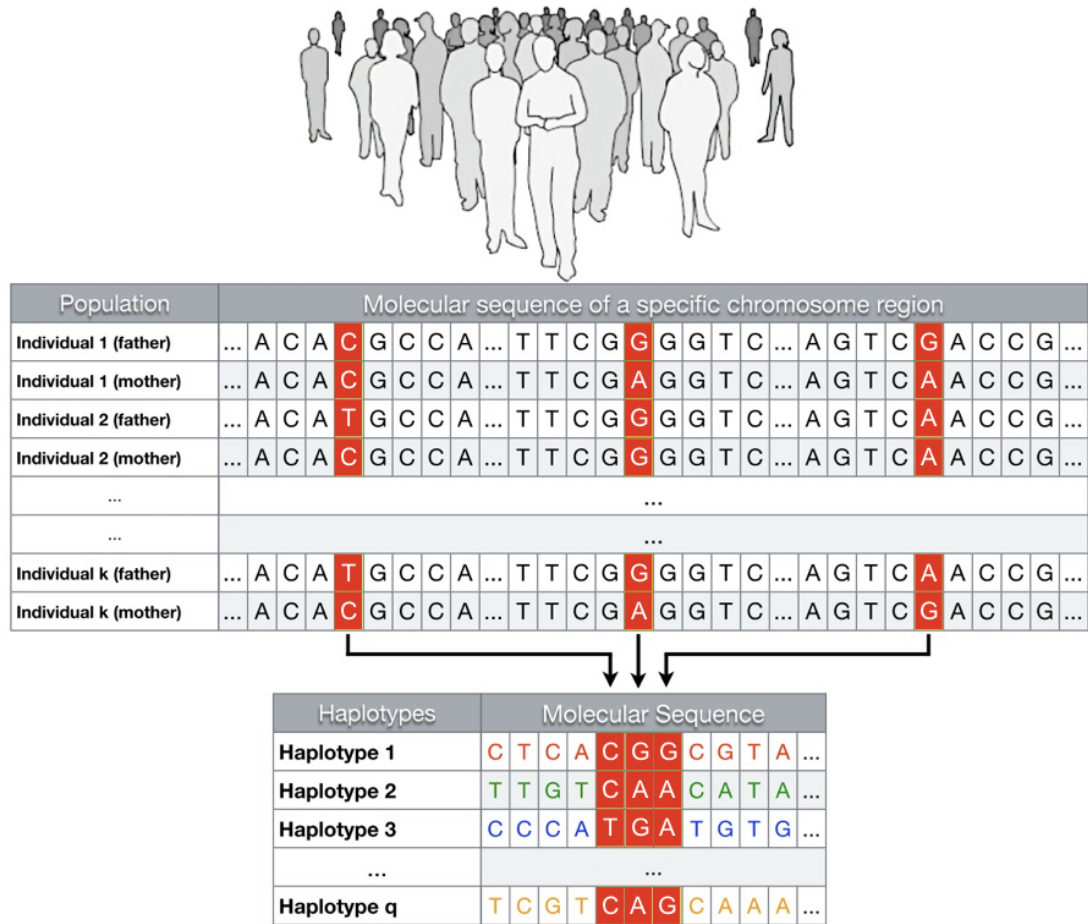 Population Molecular sequence of a specific chromosome region
Individual 1 (father) ... A C A C G C C A ... T T C G G G G T C ... A G T C G A C C G ...
Individual 1 (mother) ... A C A C G C C A ... T T C G A G G T C ... A G T C A A C C G ...
Individual 2 (father) ... A C A T G C C A ... T T C G G G G T C ... A G T C A A C C G ...
Individual 2 (mother) ... A C A C G C C A ... T T C G G G G T C ... A G T C A A C C G ...
... ...
... ...
Individual k (father) ... A C A T G C C A ... T T C G G G G T C ... A G T C A A C C G ...
Individual k (mother) ... A C A C G C C A ... T T C G A G G T C ... A G T C G A C C G ...
Haplotypes Molecular Sequence
Haplotype 1 C T C A C G G C G T A ...
Haplotype 2 T T G T C A A C A T A ...
Haplotype 3 C C C A T G A T G T G ...
... ...
Haplotype q T C G T C A G C A A A ...